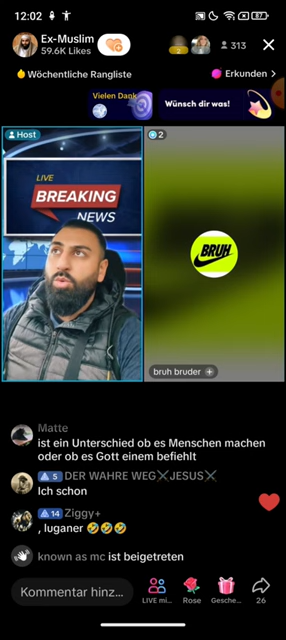 12:02
87
Ex-Muslim
59.6K Likes
2
313
Wöchentliche Rangliste
Erkunden >
Vielen Dank
Wünsch dir was!
Host
2
LIVE
BREAKING
NEWS
BRUH
bruh bruder +
Matte
ist ein Unterschied ob es Menschen machen
oder ob es Gott einem befiehlt
5 DER WAHRE WEG⚔JESUS⚔
Ich schon
14 Ziggy+
, luganer 🤣🤣🤣
known as mc ist beigetreten
Kommentar hinz...
LIVE mi...
Rose
Gesche...
26